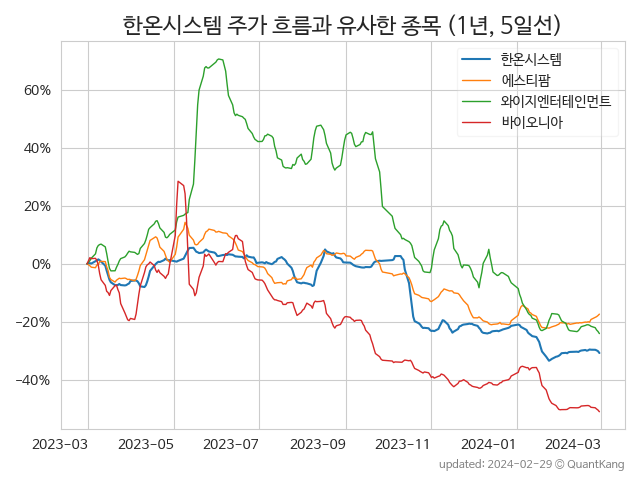 한온시스템 주가 흐름과 유사한 종목 (1년, 5일선)
한온시스템
에스티팜
와이지엔터테인먼트
바이오니아
60%
40%
20%
0%
−20%
−40%
2023-03 2023-05 2023-07 2023-09 2023-11 2024-01 2024-03
updated: 2024-02-29 © QuantKang